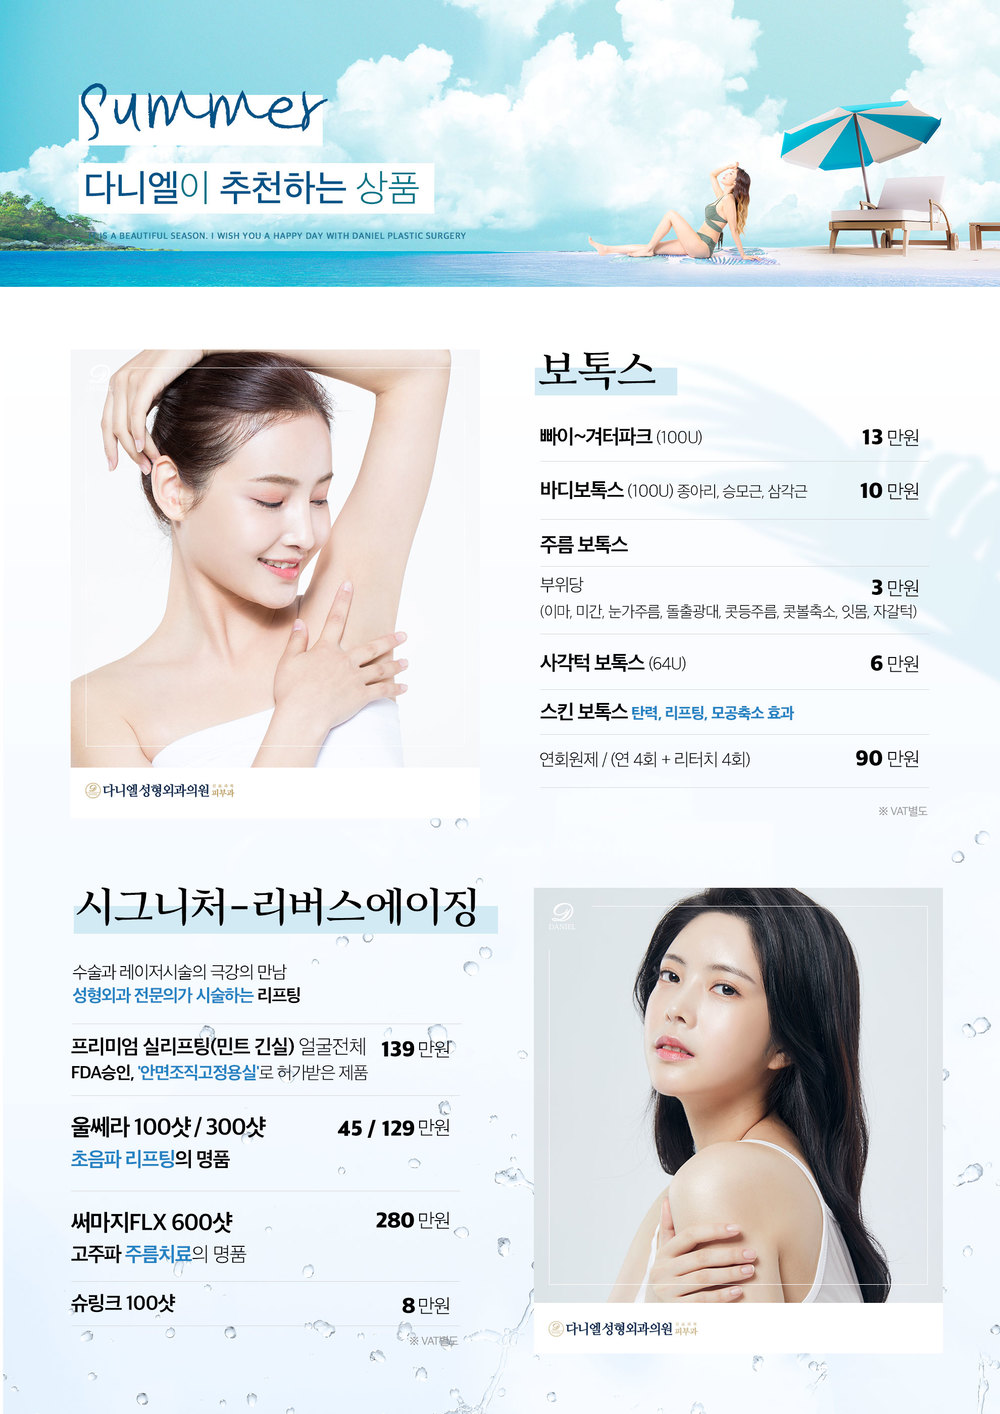 Summer
다니엘이 추천하는 상품
IS A BEAUTIFUL SEASON. I WISH YOU A HAPPY DAY WITH DANIEL PLASTIC SURGERY
보톡스
빠이~겨터파크 (100U) 13 만원
바디보톡스 (100U) 종아리, 승모근, 삼각근 10 만원
주름 보톡스
부위당 3 만원
(이마, 미간, 눈가주름, 돌출광대, 콧등주름, 콧볼축소, 잇몸, 자갈턱)
사각턱 보톡스 (64U) 6 만원
스킨 보톡스 탄력, 리프팅, 모공축소 효과
연회원제 / (연 4회 + 리터치 4회) 90 만원
※ VAT별도
다니엘성형외과의원 피부과
시그니처-리버스에이징
수술과 레이저시술의 극강의 만남
성형외과 전문의가 시술하는 리프팅
프리미엄 실리프팅(민트 긴실) 얼굴전체 139 만원
FDA승인, '안면조직고정용실'로 허가받은 제품
울쎄라 100샷 / 300샷 45 / 129 만원
초음파 리프팅의 명품
써마지FLX 600샷 280 만원
고주파 주름치료의 명품
슈링크 100샷 8 만원
※ VAT별도
DANIEL
다니엘성형외과의원 피부과